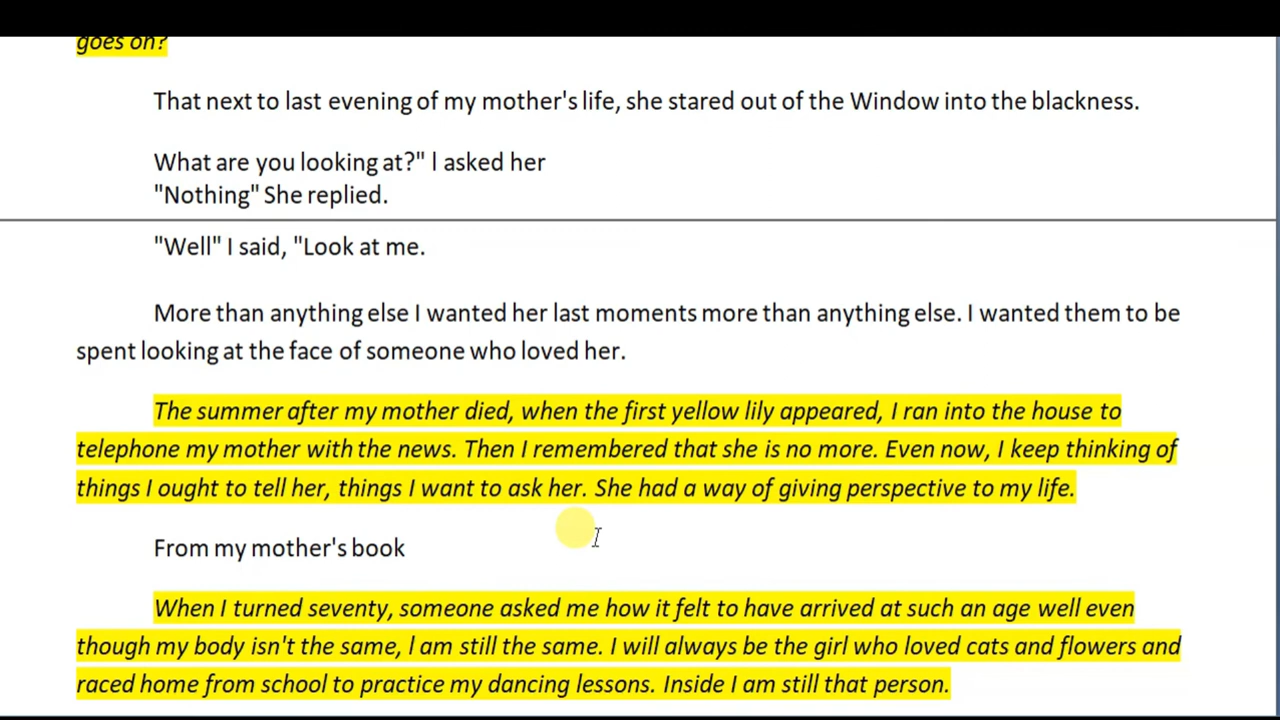 goes on?
That next to last evening of my mother's life, she stared out of the Window into the blackness.
What are you looking at?" l asked her
"Nothing" She replied.
"Well" I said, "Look at me.
More than anything else I wanted her last moments more than anything else. I wanted them to be
spent looking at the face of someone who loved her.
The summer after my mother died, when the first yellow lily appeared, I ran into the house to
telephone my mother with the news. Then I remembered that she is no more. Even now, I keep thinking of
things I ought to tell her, things I want to ask her. She had a way of giving perspective to my life.
From my mother's book
When I turned seventy, someone asked me how it felt to have arrived at such an age well even
though my body isn't the same, l am still the same. I will always be the girl who loved cats and flowers and
raced home from school to practice my dancing lessons. Inside I am still that person.